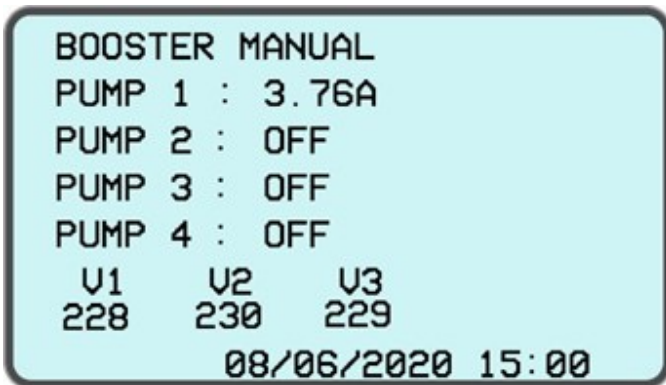 BOOSTER MANUAL
PUMP 1 : 3.76A
PUMP 2 : OFF
PUMP 3 : OFF
PUMP 4 : OFF
V1 V2 V3
228 230 229
08/06/2020 15:00